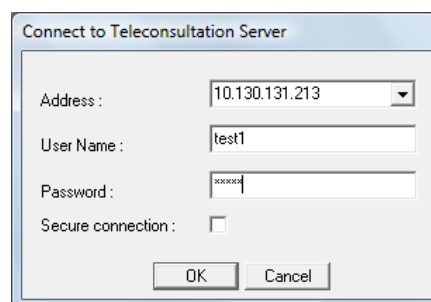 Connect to Teleconsultation Server
Address : 10.130.131.213
User Name : test1
Password : *****
Secure connection :
OK Cancel